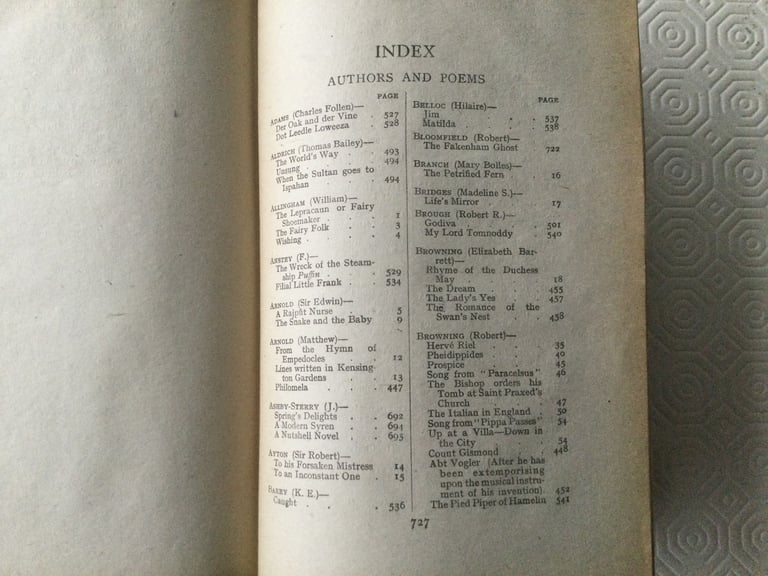 INDEX
AUTHORS AND POEMS
PAGE
ADAMS (Charles Follen)—
Der Oak and der Vine . 527
Dot Leedle Loweeza . 528
ALDRICH (Thomas Bailey)—
The World's Way . . 493
Unsung . . . 494
When the Sultan goes to
Ispahan . . . 494
ALLINGHAM (William)—
The Lepracaun or Fairy
Shoemaker . . . 1
The Fairy Folk . . 3
Wishing . . . 4
ANSTEY (F.)—
The Wreck of the Steam-
ship Puffin . . . 529
Filial Little Frank . . 534
ARNOLD (Sir Edwin)—
A Rajpût Nurse . . 5
The Snake and the Baby 9
ARNOLD (Matthew)—
From the Hymn of
Empedocles . . . 12
Lines written in Kensing-
ton Gardens . . . 13
Philomela . . . 447
ASHBY-STERRY (J.)—
Spring's Delights . . 692
A Modern Syren . . 694
A Nutshell Novel . . 695
AYTON (Sir Robert)—
To his Forsaken Mistress 14
To an Inconstant One . 15
BARRY (K. E.)—
Caught . . . 536
PAGE
BELLOC (Hilaire)—
Jim . . 537
Matilda . . 538
BLOOMFIELD (Robert)—
The Fakenham Ghost . 722
BRANCH (Mary Bolles)—
The Petrified Fern . . 16
BRIDGES (Madeline S.)—
Life's Mirror . . . 17
BROUGH (Robert R.)—
Godiva . . . 501
My Lord Tomnoddy . 540
BROWNING (Elizabeth Bar-
rett)—
Rhyme of the Duchess
May . . . . 18
The Dream . . . 455
The Lady's Yes . . 457
The Romance of the
Swan's Nest . . 458
BROWNING (Robert)—
Hervé Riel . . . 35
Pheidippides . . . 40
Prospice . . . 45
Song from "Paracelsus" 46
The Bishop orders his
Tomb at Saint Praxed's
Church . . . 47
The Italian in England . 50
Song from "Pippa Passes" 54
Up at a Villa—Down in
the City . . . 54
Count Gismond . . 448
Abt Vogler (After he has
been extemporising
upon the musical instru-
ment of his invention). 452
The Pied Piper of Hamelin 541
727